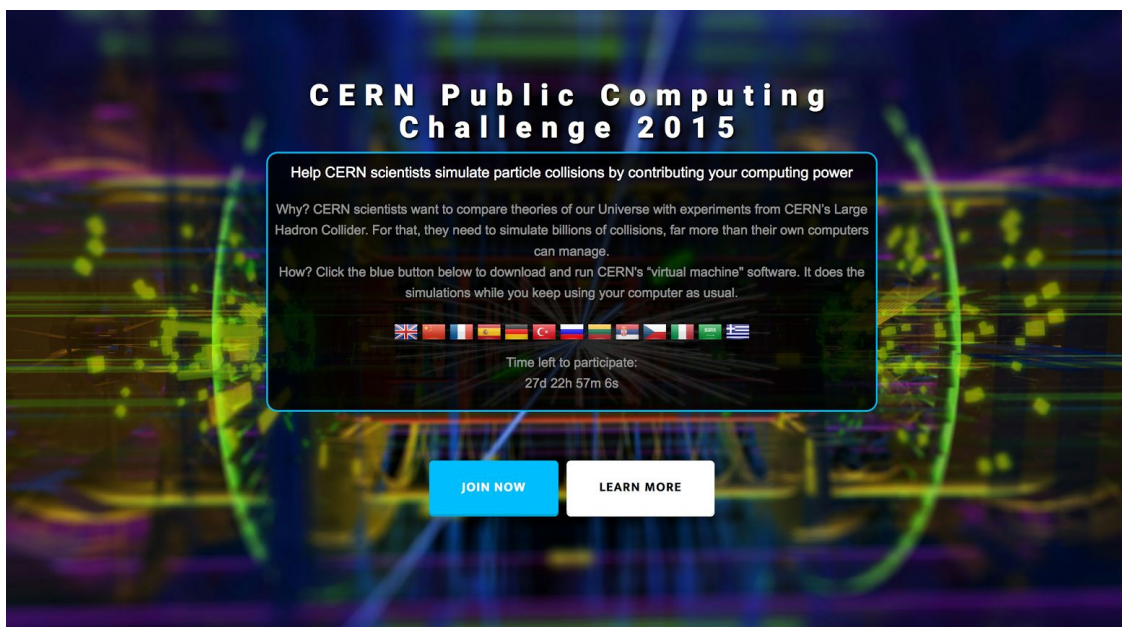 CERN Public Computing
Challenge 2015
Help CERN scientists simulate particle collisions by contributing your computing power
Why? CERN scientists want to compare theories of our Universe with experiments from CERN's Large
Hadron Collider. For that, they need to simulate billions of collisions, far more than their own computers
can manage.
How? Click the blue button below to download and run CERN's "virtual machine" software. It does the
simulations while you keep using your computer as usual.
Time left to participate:
27d 22h 57m 6s
JOIN NOW
LEARN MORE